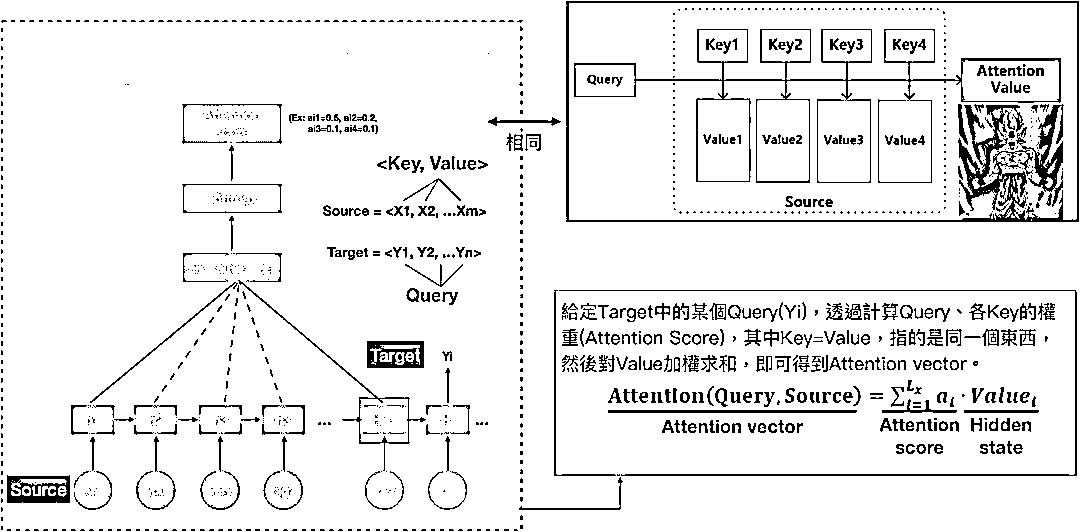 Key1 Key2 Key3 Key4
Query
Attention
Value
Value1 Value2 Value3 Value4
Source
(Ex: ai1=0.5, ai2=0.2,
ai3=0.1, ai4=0.1)
相同
<Key, Value>
Source = <X1, X2, ...Xm>
Target = <Y1, Y2, ...Yn>
Query
Target
Yi
...
...
Source
給定Target中的某個Query(Yi)，透過計算Query、各Key的權
重(Attention Score)，其中Key=Value，指的是同一個東西，
然後對Value加權求和，即可得到Attention vector。
Attention(Query, Source) = ∑_{i=1}^{L_x} a_i · Value_i
Attention vector
Attention
score
Hidden
state